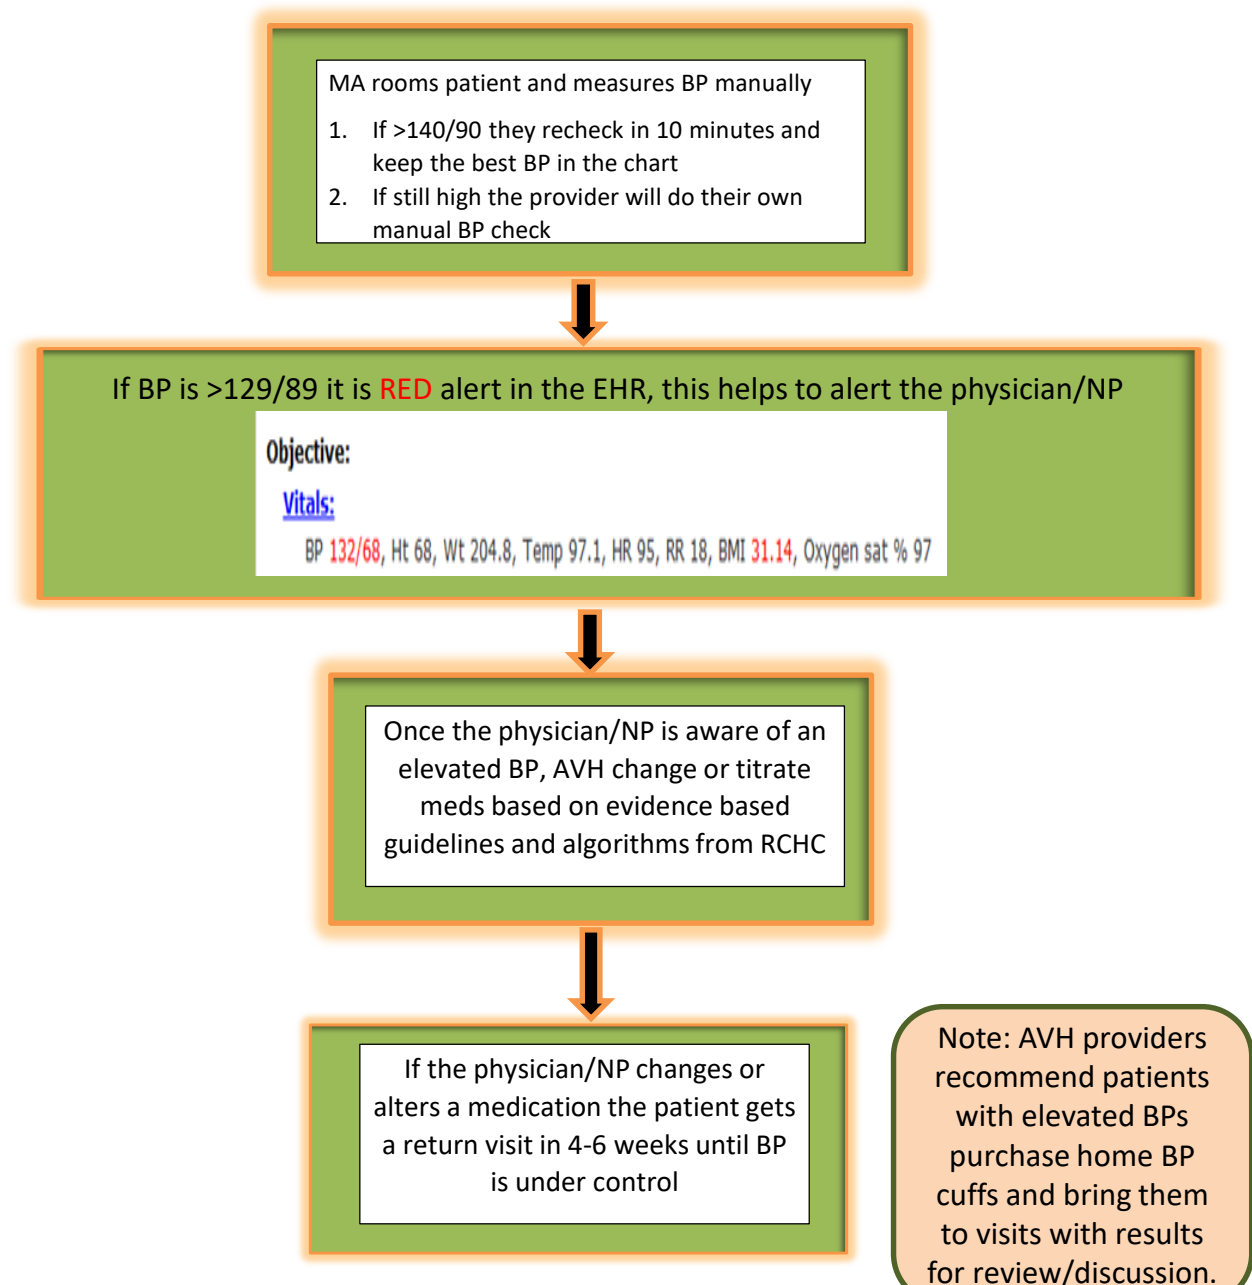 MA rooms patient and measures BP manually
1. If >140/90 they recheck in 10 minutes and
keep the best BP in the chart
2. If still high the provider will do their own
manual BP check
If BP is >129/89 it is RED alert in the EHR, this helps to alert the physician/NP
Objective:
Vitals:
BP 132/68, Ht 68, Wt 204.8, Temp 97.1, HR 95, RR 18, BMI 31.14, Oxygen sat % 97
Once the physician/NP is aware of an
elevated BP, AVH change or titrate
meds based on evidence based
guidelines and algorithms from RCHC
If the physician/NP changes or
alters a medication the patient gets
a return visit in 4-6 weeks until BP
is under control
Note: AVH providers
recommend patients
with elevated BPs
purchase home BP
cuffs and bring them
to visits with results
for review/discussion.